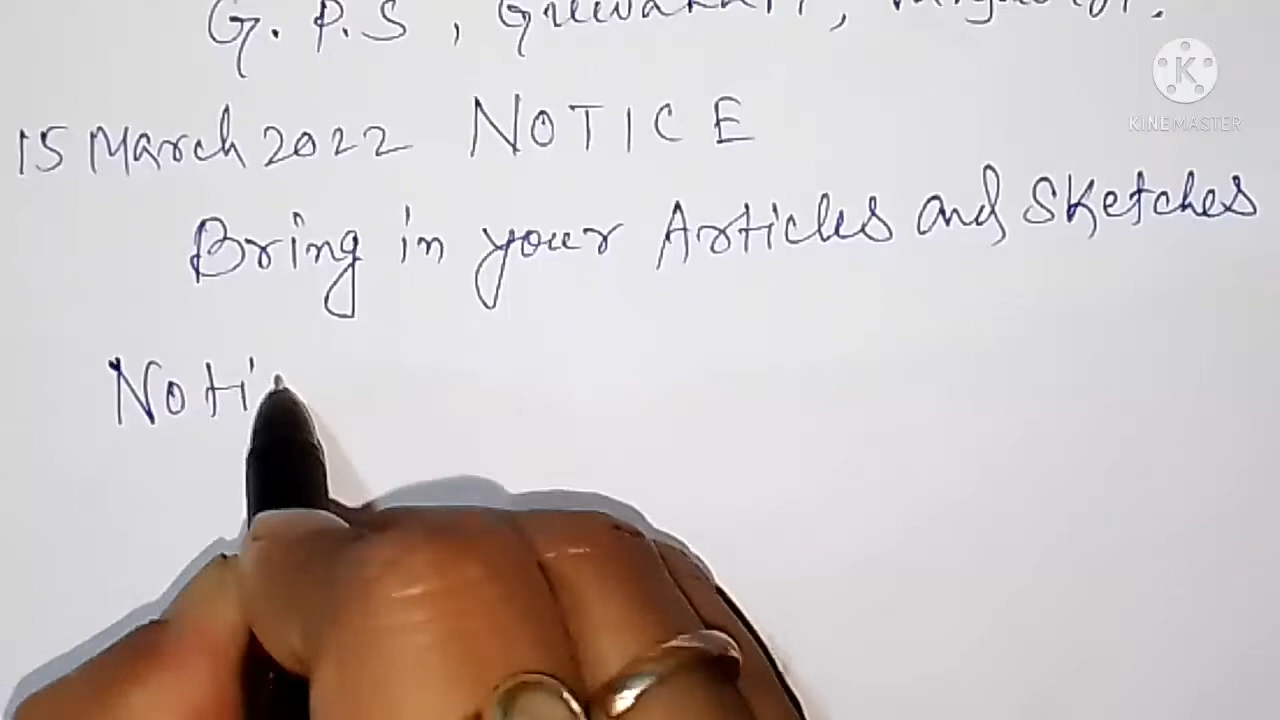 G. P. S,
15 March 2022 NOTICE
Bring in your Articles and Sketches
Noti
K
KINEMASTER